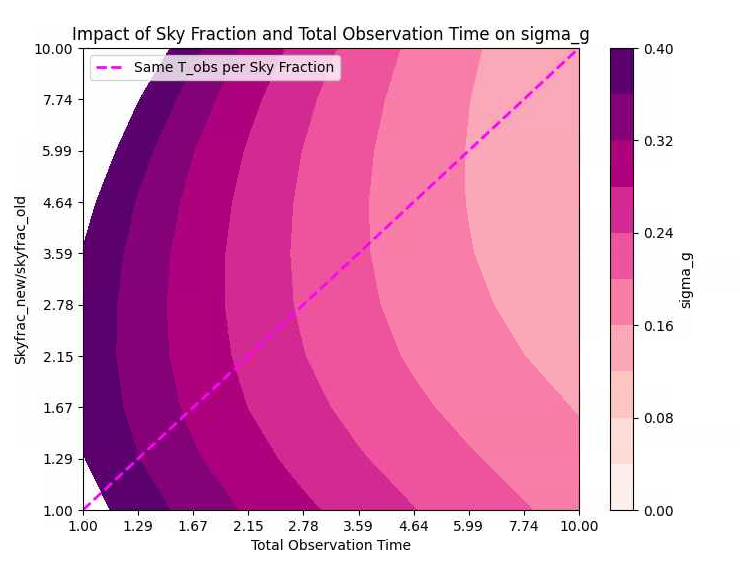 Impact of Sky Fraction and Total Observation Time on sigma_g
Same T_obs per Sky Fraction
Skyfrac_new/skyfrac_old
10.00
7.74
5.99
4.64
3.59
2.78
2.15
1.67
1.29
1.00
1.00 1.29 1.67 2.15 2.78 3.59 4.64 5.99 7.74 10.00
Total Observation Time
0.40
0.32
0.24
0.16
0.08
0.00
sigma_g